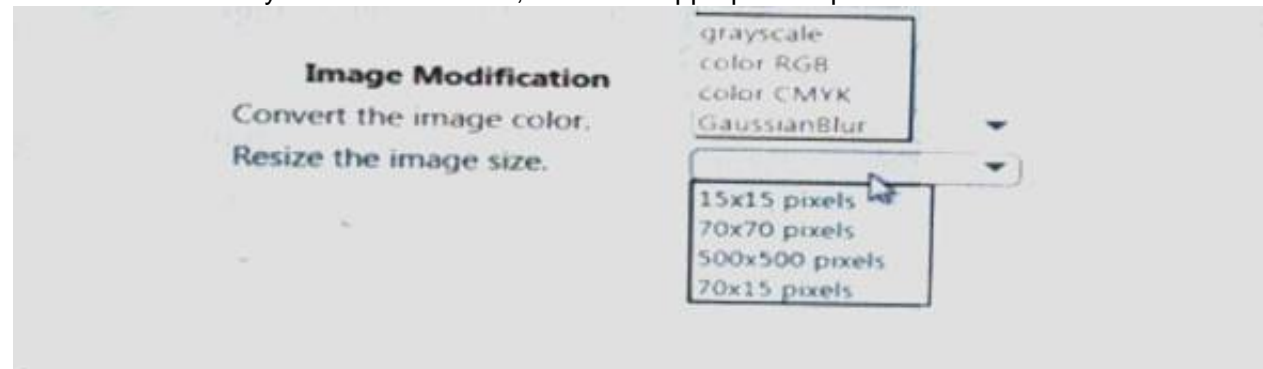 grayscale
color RGB
Image Modification
color CMYK
Convert the image color.
GaussianBlur
Resize the image size.
15x15 pixels
70x70 pixels
500x500 pixels
70x15 pixels